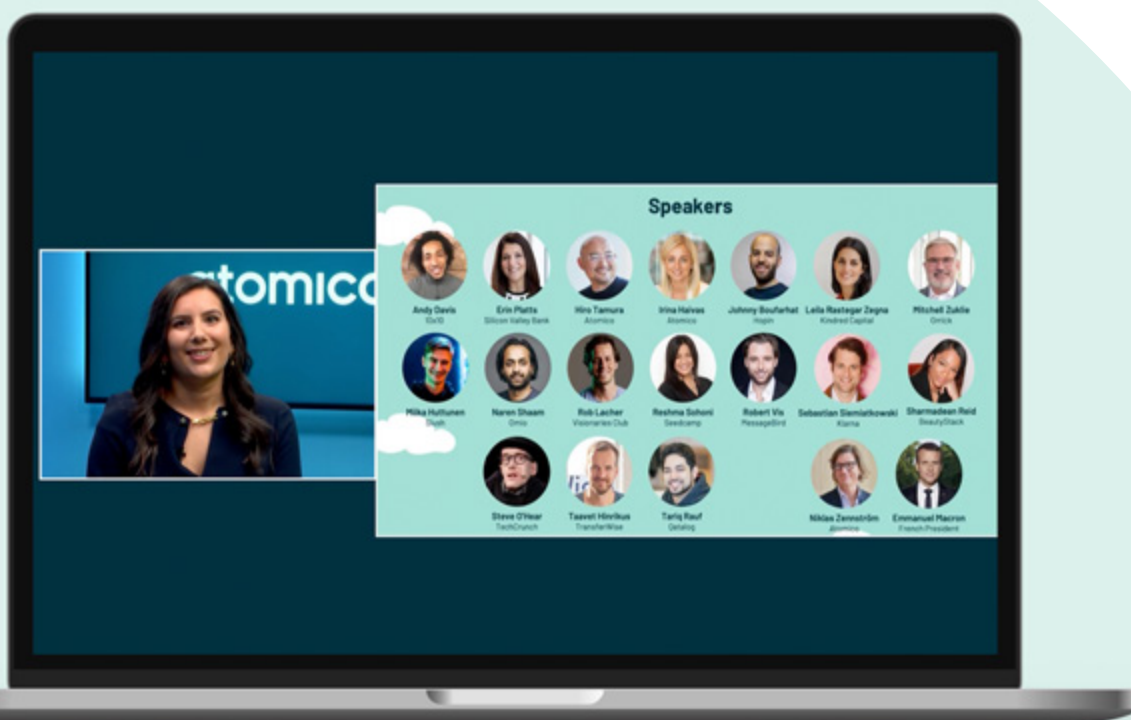 atomico
Speakers
Andy Davis
10x10
Erin Platts
Silicon Valley Bank
Hiro Tamura
Atomico
Irina Haivas
Atomico
Johnny Boufarhat
Hopin
Leila Rastegar Zegna
Kindred Capital
Mitchell Zuklie
Orrick
Miika Huttunen
Slush
Naren Shaam
Omio
Rob Lacher
Visionaries Club
Reshma Sohoni
Seedcamp
Robert Vis
MessageBird
Sebastian Siemiatkowski
Klarna
Sharmadean Reid
BeautyStack
Steve O'Hear
TechCrunch
Taavet Hinrikus
TransferWise
Tariq Rauf
Qatalog
Niklas Zennström
Atomico
Emmanuel Macron
French President